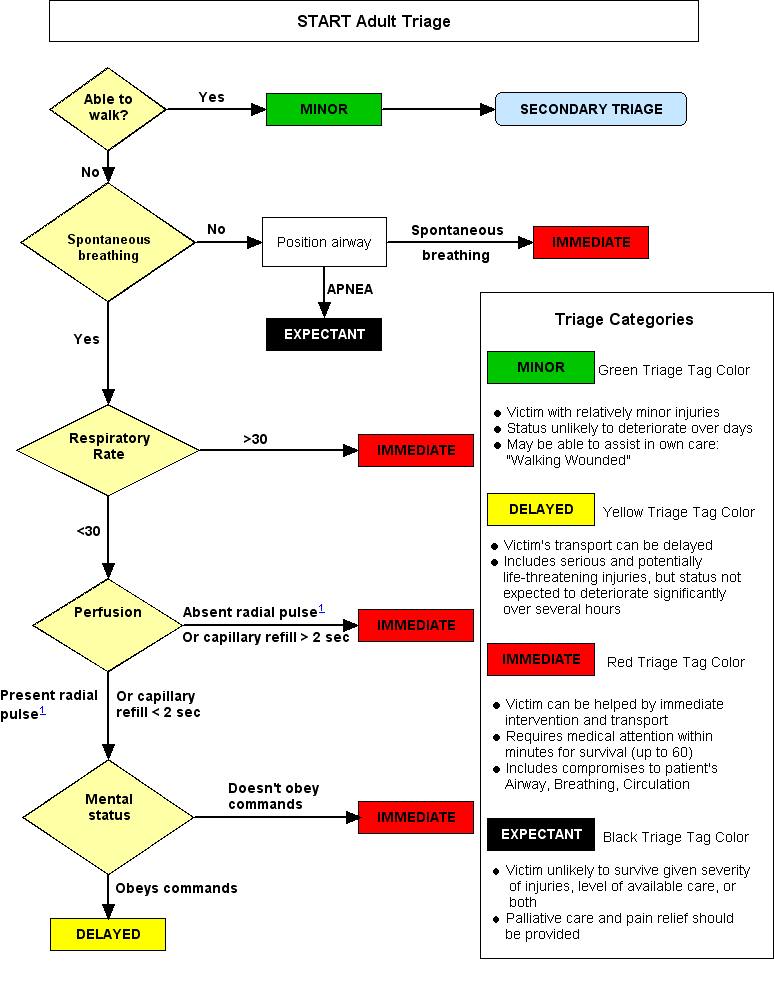 START Adult Triage
Able to
walk?
Yes
MINOR
SECONDARY TRIAGE
No
Spontaneous
breathing
No
Position airway
Spontaneous
breathing
IMMEDIATE
APNEA
EXPECTANT
Yes
Respiratory
Rate
>30
IMMEDIATE
<30
Perfusion
Absent radial pulse1
Or capillary refill > 2 sec
IMMEDIATE
Present radial
pulse1
Or capillary
refill < 2 sec
Mental
status
Doesn't obey
commands
IMMEDIATE
Obeys commands
DELAYED
Triage Categories
MINOR
Green Triage Tag Color
● Victim with relatively minor injuries
● Status unlikely to deteriorate over days
● May be able to assist in own care:
"Walking Wounded"
DELAYED
Yellow Triage Tag Color
● Victim's transport can be delayed
● Includes serious and potentially
life-threatening injuries, but status not
expected to deteriorate significantly
over several hours
IMMEDIATE
Red Triage Tag Color
● Victim can be helped by immediate
intervention and transport
● Requires medical attention within
minutes for survival (up to 60)
● Includes compromises to patient's
Airway, Breathing, Circulation
EXPECTANT
Black Triage Tag Color
● Victim unlikely to survive given severity
of injuries, level of available care, or
both
● Palliative care and pain relief should
be provided